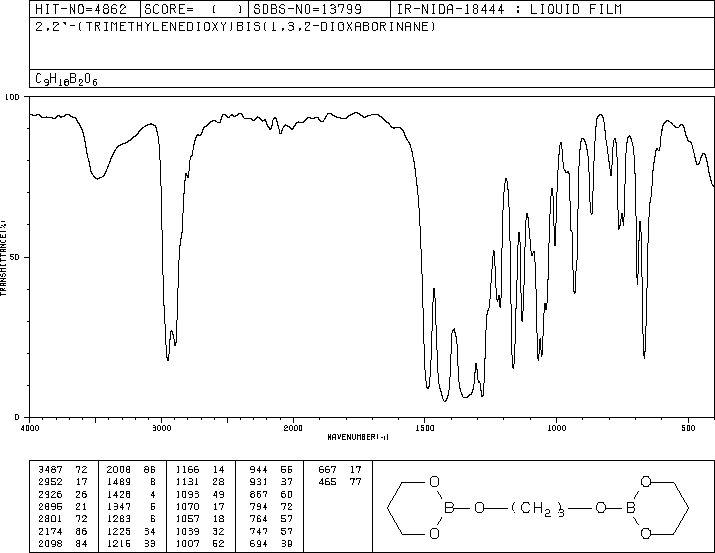 HIT-NO=4862 SCORE= ( ) SDBS-NO=13799 IR-NIDA-18444 : LIQUID FILM
2,2'-(TRIMETHYLENEDIOXY)BIS(1,3,2-DIOXABORINANE)
C9H18B2O6
100
50
0
TRANSMITTANCE(%)
4000 3000 2000 1500 1000 500
WAVENUMBER(-1)
3487 72 2008 86 1166 14 944 55 667 17
2952 17 1489 8 1131 28 931 37 465 77
2926 26 1428 4 1093 49 867 60
2895 21 1347 5 1070 17 794 72
2801 72 1283 6 1057 18 764 57
2174 86 1225 34 1039 32 747 57
2098 84 1215 33 1007 52 694 39
O O
B—O—(CH2)3—O—B
O O